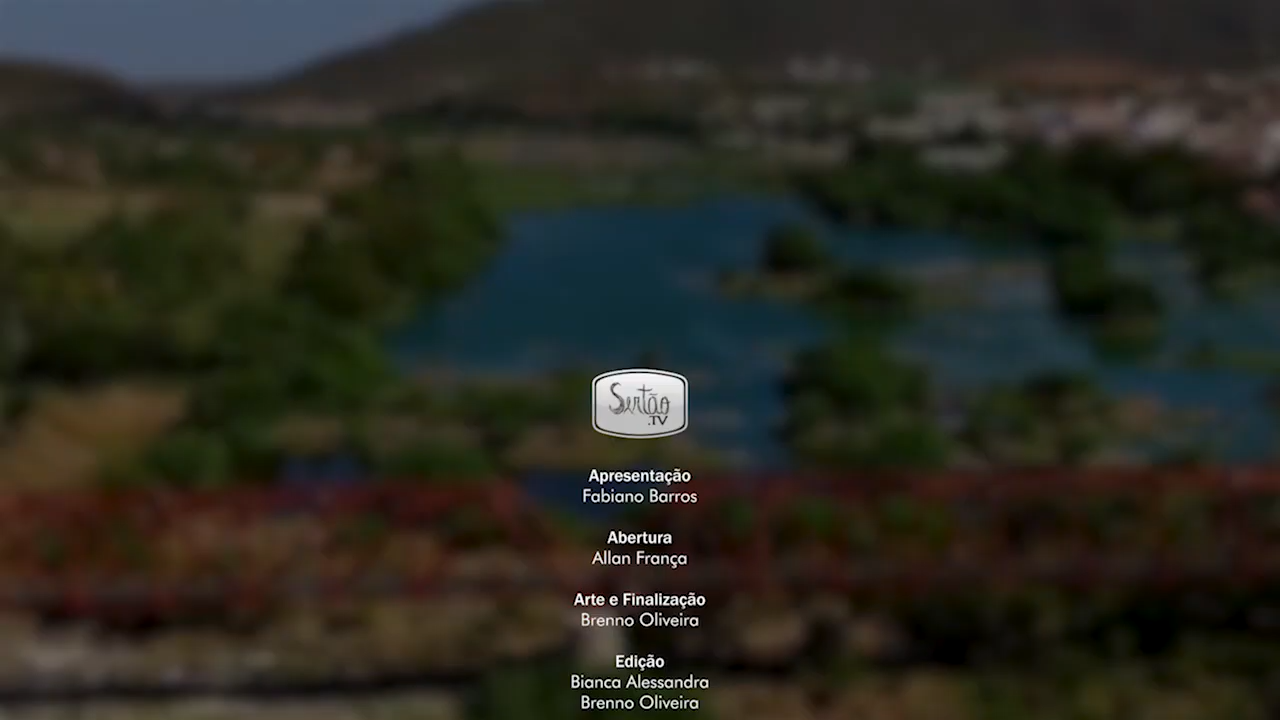 Sertão
.TV
Apresentação
Fabiano Barros
Abertura
Allan França
Arte e Finalização
Brenno Oliveira
Edição
Bianca Alessandra
Brenno Oliveira